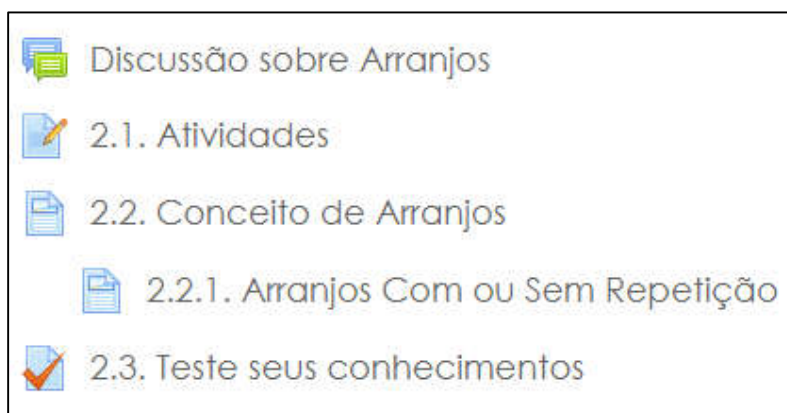 Discussão sobre Arranjos
2.1. Atividades
2.2. Conceito de Arranjos
2.2.1. Arranjos Com ou Sem Repetição
2.3. Teste seus conhecimentos